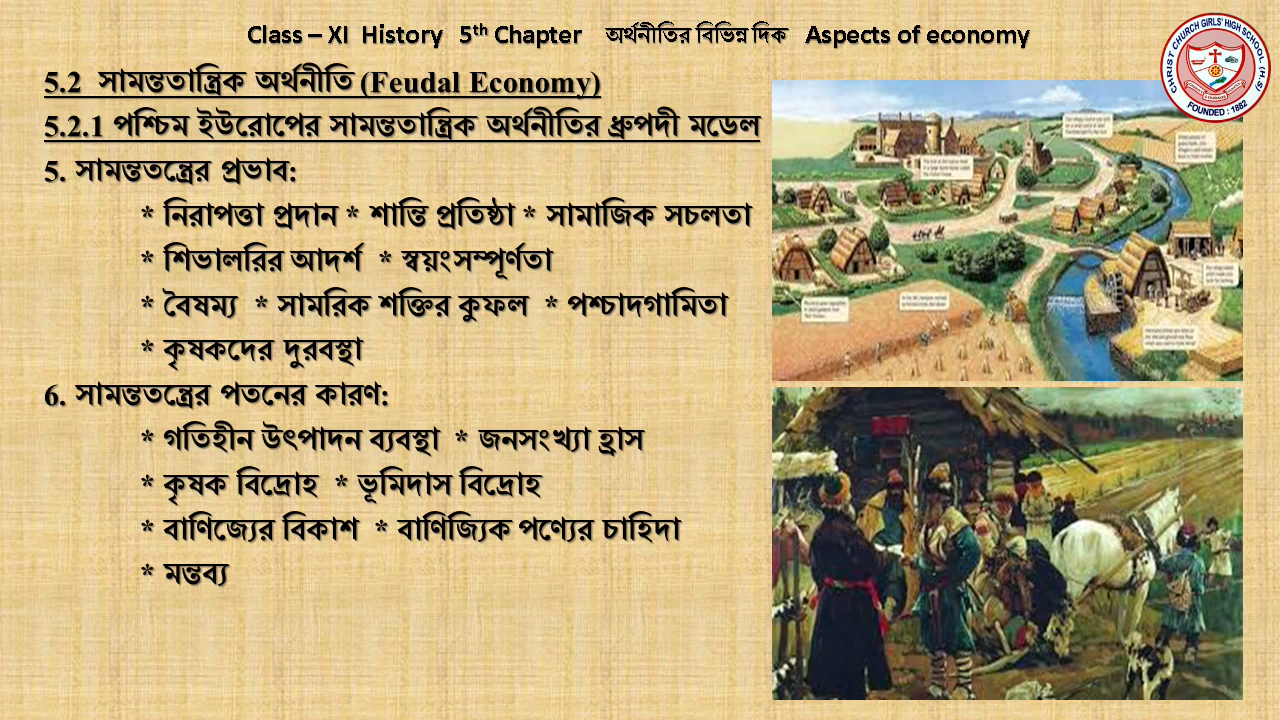 Class – XI History 5th Chapter অর্থনীতির বিভিন্ন দিক Aspects of economy
CHRIST CHURCH GIRLS' HIGH SCHOOL (H.S)
FOUNDED : 1882
5.2 সামন্ততান্ত্রিক অর্থনীতি (Feudal Economy)
5.2.1 পশ্চিম ইউরোপের সামন্ততান্ত্রিক অর্থনীতির ধ্রুপদী মডেল
5. সামন্ততন্ত্রের প্রভাব:
* নিরাপত্তা প্রদান * শান্তি প্রতিষ্ঠা * সামাজিক সচলতা
* শিভালরির আদর্শ * স্বয়ংসম্পূর্ণতা
* বৈষম্য * সামরিক শক্তির কুফল * পশ্চাদগামিতা
* কৃষকদের দুরবস্থা
6. সামন্ততন্ত্রের পতনের কারণ:
* গতিহীন উৎপাদন ব্যবস্থা * জনসংখ্যা হ্রাস
* কৃষক বিদ্রোহ * ভূমিদাস বিদ্রোহ
* বাণিজ্যের বিকাশ * বাণিজ্যিক পণ্যের চাহিদা
* মন্তব্য